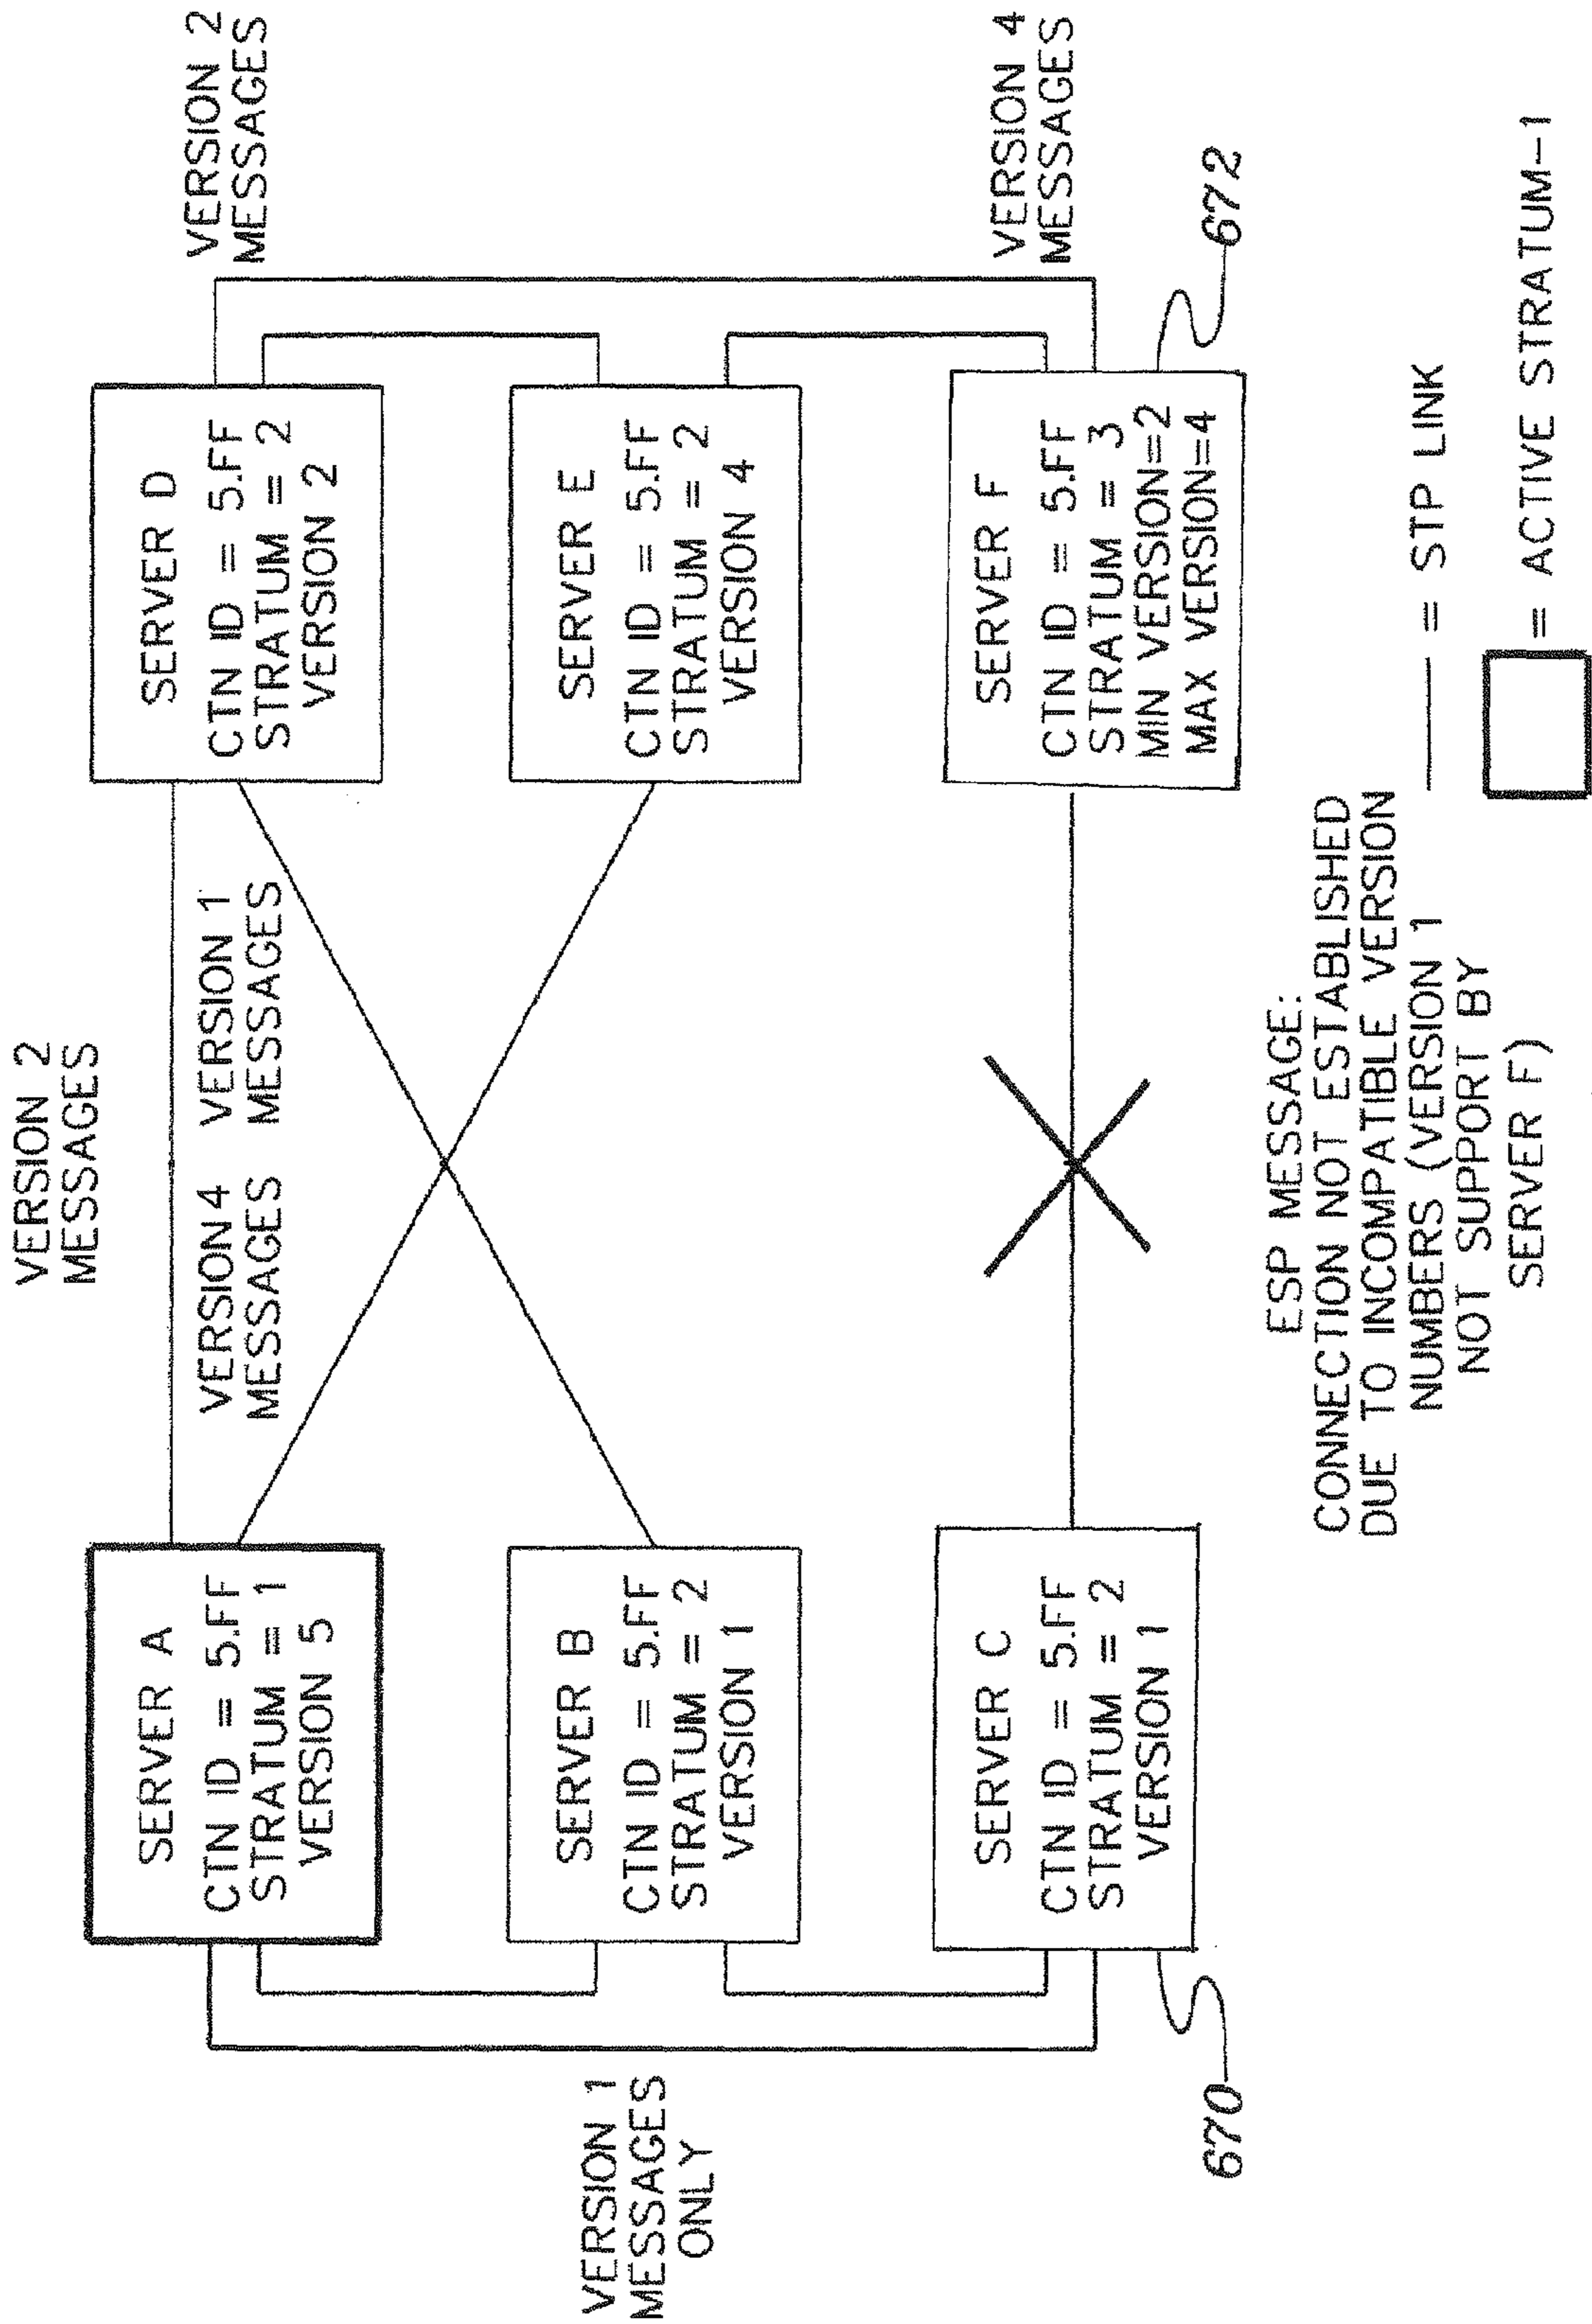 VERSION 2
MESSAGES
SERVER A
CTN ID = 5.FF
STRATUM = 1
VERSION 5
VERSION 4
MESSAGES
VERSION 1
MESSAGES
SERVER D
CTN ID = 5.FF
STRATUM = 2
VERSION 2
VERSION 2
MESSAGES
VERSION 1
MESSAGES
ONLY
SERVER B
CTN ID = 5.FF
STRATUM = 2
VERSION 1
SERVER E
CTN ID = 5.FF
STRATUM = 2
VERSION 4
SERVER C
CTN ID = 5.FF
STRATUM = 2
VERSION 1
SERVER F
CTN ID = 5.FF
STRATUM = 3
MIN VERSION=2
MAX VERSION=4
VERSION 4
MESSAGES
670
672
ESP MESSAGE:
CONNECTION NOT ESTABLISHED
DUE TO INCOMPATIBLE VERSION
NUMBERS (VERSION 1
NOT SUPPORT BY
SERVER F)
= STP LINK
= ACTIVE STRATUM-1